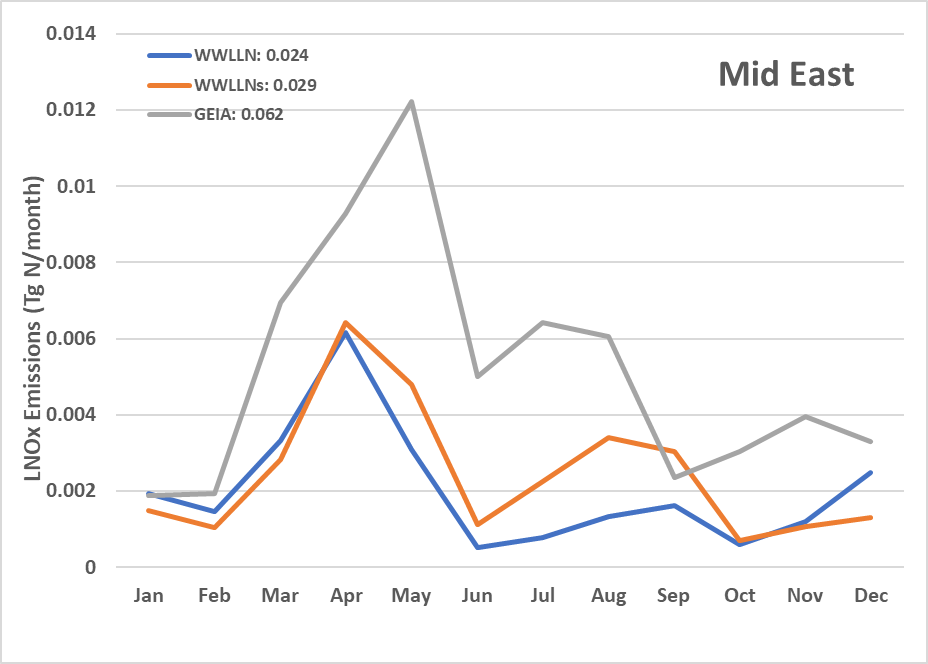 0.014
WWLLN: 0.024
Mid East
WWLLNs: 0.029
0.012
GEIA: 0.062
0.01
0.008
0.006
0.004
0.002
0
LNOx Emissions (Tg N/month)
Jan Feb Mar Apr May Jun Jul Aug Sep Oct Nov Dec